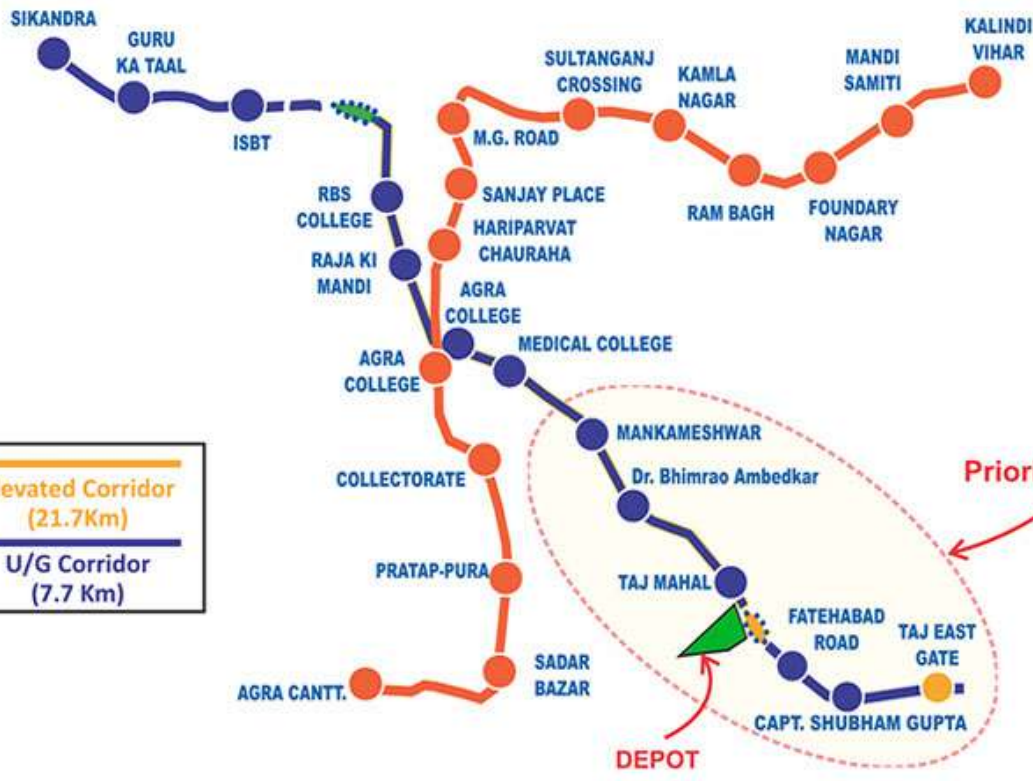 SIKANDRA
GURU
KA TAAL
ISBT
RBS
COLLEGE
RAJA KI
MANDI
M.G. ROAD
SULTANGANJ
CROSSING
KAMLA
NAGAR
RAM BAGH
FOUNDARY
NAGAR
MANDI
SAMITI
KALINDI
VIHAR
SANJAY PLACE
HARIPARVAT
CHAURAHA
AGRA
COLLEGE
MEDICAL COLLEGE
AGRA
COLLEGE
MANKAMESHWAR
Dr. Bhimrao Ambedkar
COLLECTORATE
Prior
evated Corridor
(21.7Km)
U/G Corridor
(7.7 Km)
PRATAP-PURA
TAJ MAHAL
FATEHABAD
ROAD
TAJ EAST
GATE
SADAR
BAZAR
AGRA CANTT.
CAPT. SHUBHAM GUPTA
DEPOT